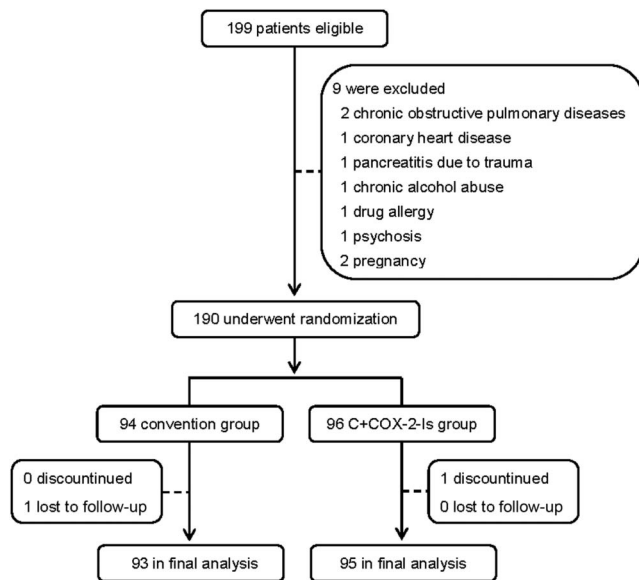 199 patients eligible
9 were excluded
2 chronic obstructive pulmonary diseases
1 coronary heart disease
1 pancreatitis due to trauma
1 chronic alcohol abuse
1 drug allergy
1 psychosis
2 pregnancy
190 underwent randomization
94 convention group
96 C+COX-2-Is group
0 discountinued
1 lost to follow-up
1 discountinued
0 lost to follow-up
93 in final analysis
95 in final analysis